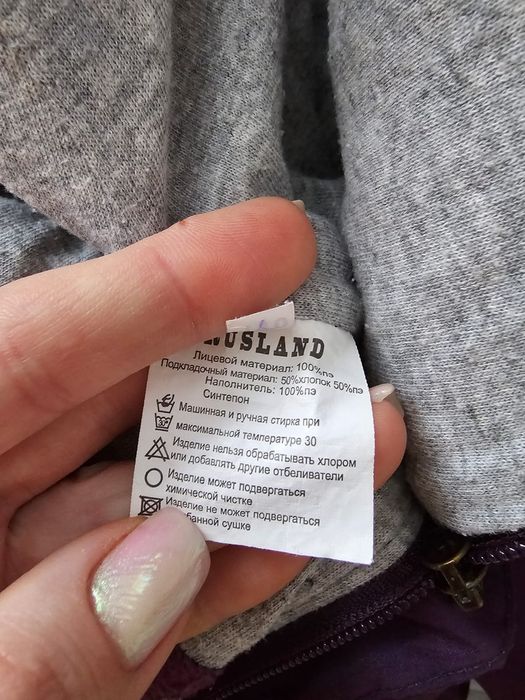 RUSLAND
Лицевой материал: 100%пэ
Подкладочный материал: 50%хлопок 50%пэ
Наполнитель: 100%пэ
Синтепон
Машинная и ручная стирка при
максимальной температуре 30
Изделие нельзя обрабатывать хлором
или добавлять другие отбеливатели
Изделие может подвергаться
химической чистке
Изделие не может подвергаться
барабанной сушке